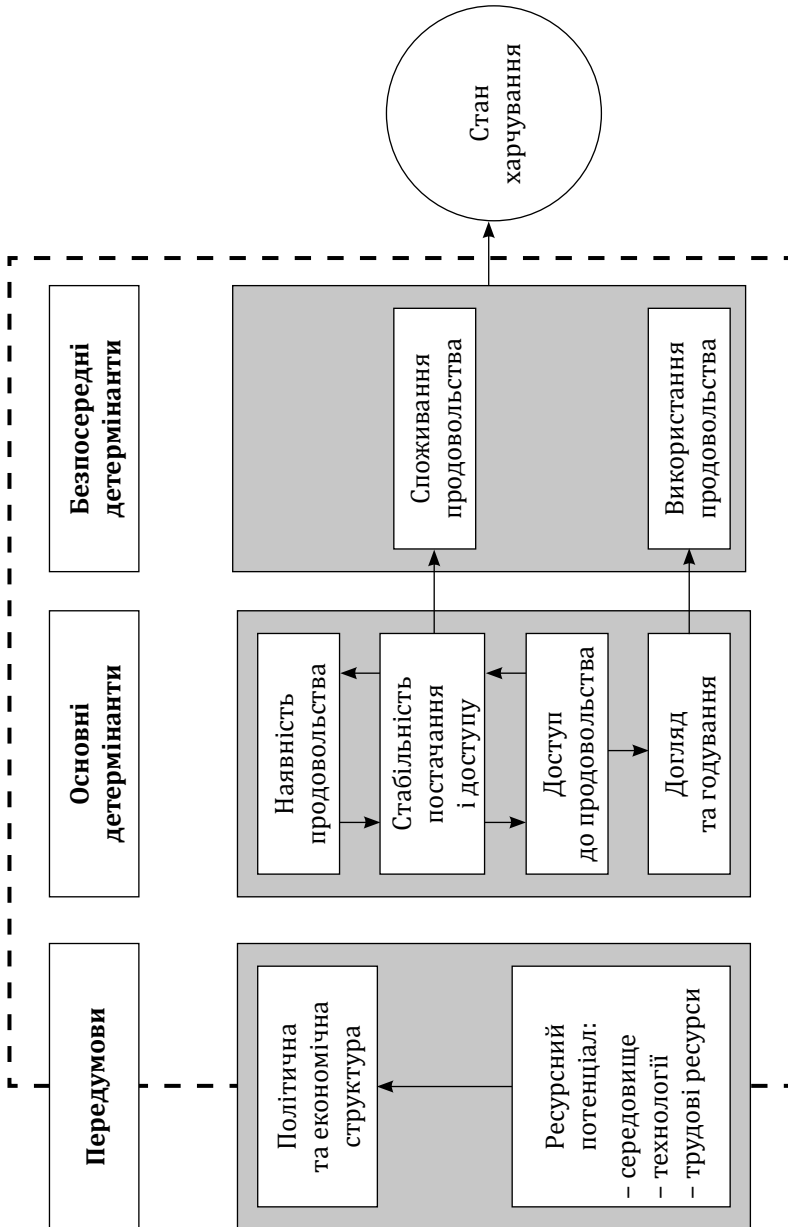 Передумови
Політична
та економічна
структура
Ресурсний
потенціал:
– середовище
– технології
– трудові ресурси
Основні
детермінанти
Наявність
продовольства
Стабільність
постачання
і доступу
Доступ
до продовольства
Догляд
та годування
Безпосередні
детермінанти
Споживання
продовольства
Використання
продовольства
Стан
харчування